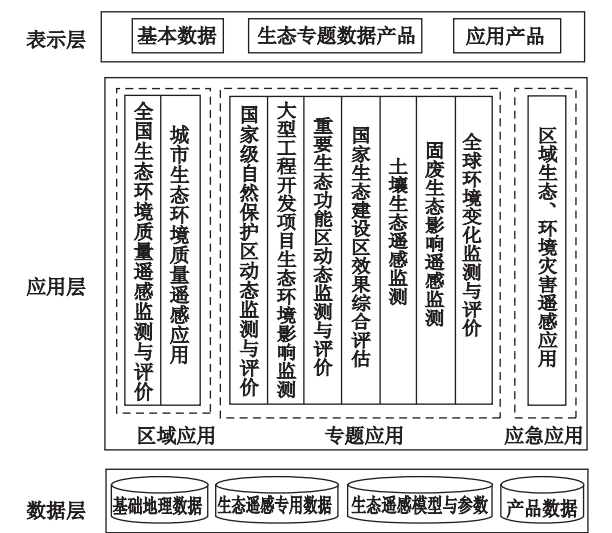 表示层
基本数据
生态专题数据产品
应用产品
应用层
全国生态环境质量遥感监测与评价
城市生态环境质量遥感应用
国家级自然保护区动态监测与评价
大型工程开发项目生态环境影响监测
重要生态功能区动态监测与评价
国家生态建设区效果综合评估
土壤生态遥感监测
固废生态影响遥感监测
全球环境变化监测与评价
区域生态、环境灾害遥感应用
区域应用
专题应用
应急应用
数据层
基础地理数据
生态遥感专用数据
生态遥感模型与参数
产品数据